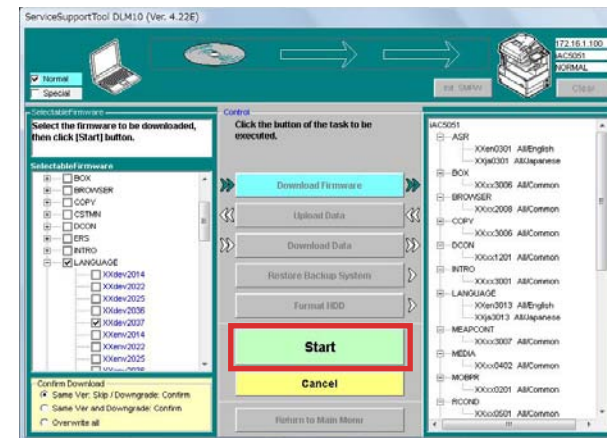 ServiceSupportTool DLM10 (Ver. 4.22E)
Normal
Special
172.16.1.100
iAC5051
NORMAL
Init. SMPW
Clear
SelectableFirmware
Select the firmware to be downloaded,
then click [Start] button.
SelectableFirmware
BOX
BROWSER
COPY
CSTMN
DCON
ERS
INTRO
LANGUAGE
XXdev2014
XXdev2022
XXdev2025
XXdev2036
XXdev2037
XXenv2014
XXenv2022
XXenv2025
Confirm Download
Same Ver: Skip / Downgrade: Confirm
Same Ver and Downgrade: Confirm
Overwrite all
Control
Click the button of the task to be
executed.
Download Firmware
Upload Data
Download Data
Restore Backup System
Format HDD
Start
Cancel
Return to Main Menu
iAC5051
ASR
XXen0301 All/English
XXja0301 All/Japanese
BOX
XXxx3006 All/Common
BROWSER
XXxx2008 All/Common
COPY
XXxx3006 All/Common
DCON
XXxx1201 All/Common
INTRO
XXxx3001 All/Common
LANGUAGE
XXen3013 All/English
XXja3013 All/Japanese
MEAPCONT
XXxx3007 All/Common
MEDIA
XXxx0402 All/Common
MOBPR
XXxx0201 All/Common
RCOND
XXxx0501 All/Common